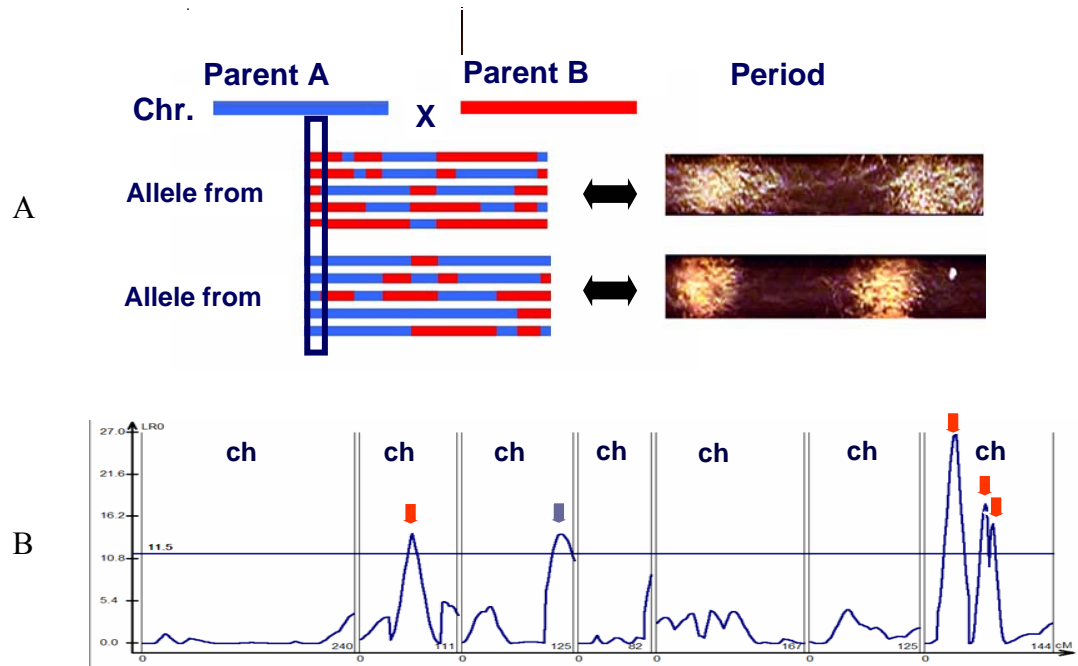 Parent A
Parent B
Period
Chr.
X
A
Allele from
Allele from
B
27.0
LR0
21.6
16.2
11.5
10.8
5.4
0.0
ch
ch
ch
ch
ch
ch
ch
240
111
125
82
167
125
144 cM
0
0
0
0
0
0
0